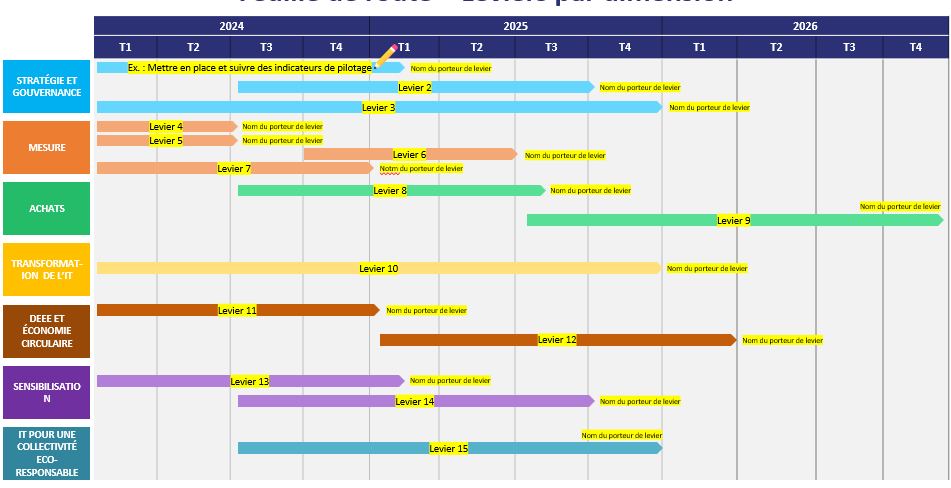 Feuille de route – Leviers par dimension
2024 2025 2026
T1 T2 T3 T4 T1 T2 T3 T4 T1 T2 T3 T4
STRATÉGIE ET
GOUVERNANCE
Ex. : Mettre en place et suivre des indicateurs de pilotage Nom du porteur de levier
Levier 2 Nom du porteur de levier
Levier 3 Nom du porteur de levier
MESURE
Levier 4 Nom du porteur de levier
Levier 5 Nom du porteur de levier
Levier 6 Nom du porteur de levier
Levier 7 Notm du porteur de levier
ACHATS
Levier 8 Nom du porteur de levier
Nom du porteur de levier
Levier 9
TRANSFORMAT-
ION DE L'IT
Levier 10 Nom du porteur de levier
DEEE ET
ÉCONOMIE
CIRCULAIRE
Levier 11 Nom du porteur de levier
Levier 12 Nom du porteur de levier
SENSIBILISATIO
N
Levier 13 Nom du porteur de levier
Levier 14 Nom du porteur de levier
IT POUR UNE
COLLECTIVITÉ
ECO-
RESPONSABLE
Nom du porteur de levier
Levier 15